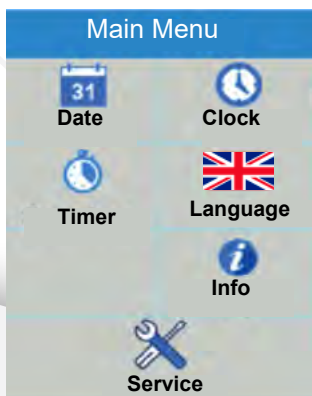 Main Menu
31
Date
Clock
Timer
Language
Info
Service